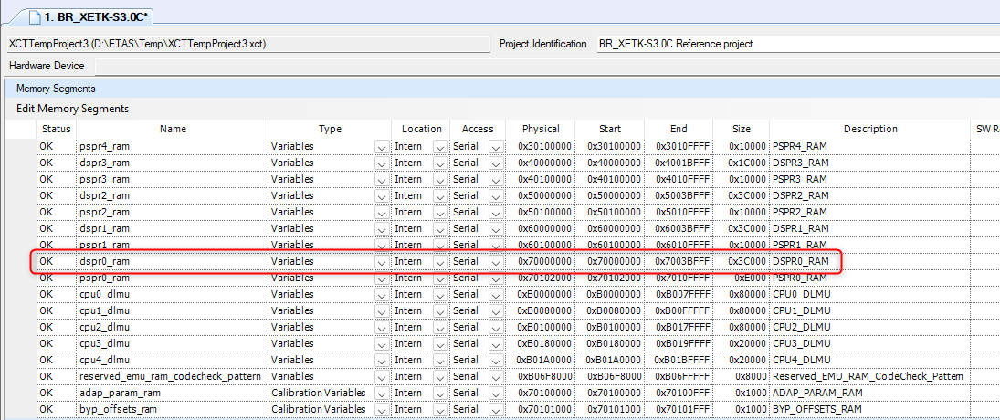 1: BR_XETK-S3.0C*
XCTTempProject3 (D:\ETAS\Temp\XCTTempProject3.xct) Project Identification BR_XETK-S3.0C Reference project
Hardware Device
Memory Segments
Edit Memory Segments
Status Name Type Location Access Physical Start End Size Description SW R
OK pspr4_ram Variables Intern Serial 0x30100000 0x30100000 0x3010FFFF 0x10000 PSPR4_RAM
OK dspr3_ram Variables Intern Serial 0x40000000 0x40000000 0x4001BFFF 0x1C000 DSPR3_RAM
OK pspr3_ram Variables Intern Serial 0x40100000 0x40100000 0x4010FFFF 0x10000 PSPR3_RAM
OK dspr2_ram Variables Intern Serial 0x50000000 0x50000000 0x5003BFFF 0x3C000 DSPR2_RAM
OK pspr2_ram Variables Intern Serial 0x50100000 0x50100000 0x5010FFFF 0x10000 PSPR2_RAM
OK dspr1_ram Variables Intern Serial 0x60000000 0x60000000 0x6003BFFF 0x3C000 DSPR1_RAM
OK pspr1_ram Variables Intern Serial 0x60100000 0x60100000 0x6010FFFF 0x10000 PSPR1_RAM
OK dspr0_ram Variables Intern Serial 0x70000000 0x70000000 0x7003BFFF 0x3C000 DSPR0_RAM
OK pspr0_ram Variables Intern Serial 0x70102000 0x70102000 0x7010FFFF 0xE000 PSPR0_RAM
OK cpu0_dlmu Variables Intern Serial 0xB0000000 0xB0000000 0xB007FFFF 0x80000 CPU0_DLMU
OK cpu1_dlmu Variables Intern Serial 0xB0080000 0xB0080000 0xB00FFFFF 0x80000 CPU1_DLMU
OK cpu2_dlmu Variables Intern Serial 0xB0100000 0xB0100000 0xB017FFFF 0x80000 CPU2_DLMU
OK cpu3_dlmu Variables Intern Serial 0xB0180000 0xB0180000 0xB019FFFF 0x20000 CPU3_DLMU
OK cpu4_dlmu Variables Intern Serial 0xB01A0000 0xB01A0000 0xB01BFFFF 0x20000 CPU4_DLMU
OK reserved_emu_ram_codecheck_pattern Variables Intern Serial 0xB06F8000 0xB06F8000 0xB06FFFFF 0x8000 Reserved_EMU_RAM_CodeCheck_Pattern
OK adap_param_ram Calibration Variables Intern Serial 0x70100000 0x70100000 0x70100FFF 0x1000 ADAP_PARAM_RAM
OK byp_offsets_ram Calibration Variables Intern Serial 0x70101000 0x70101000 0x70101FFF 0x1000 BYP_OFFSETS_RAM